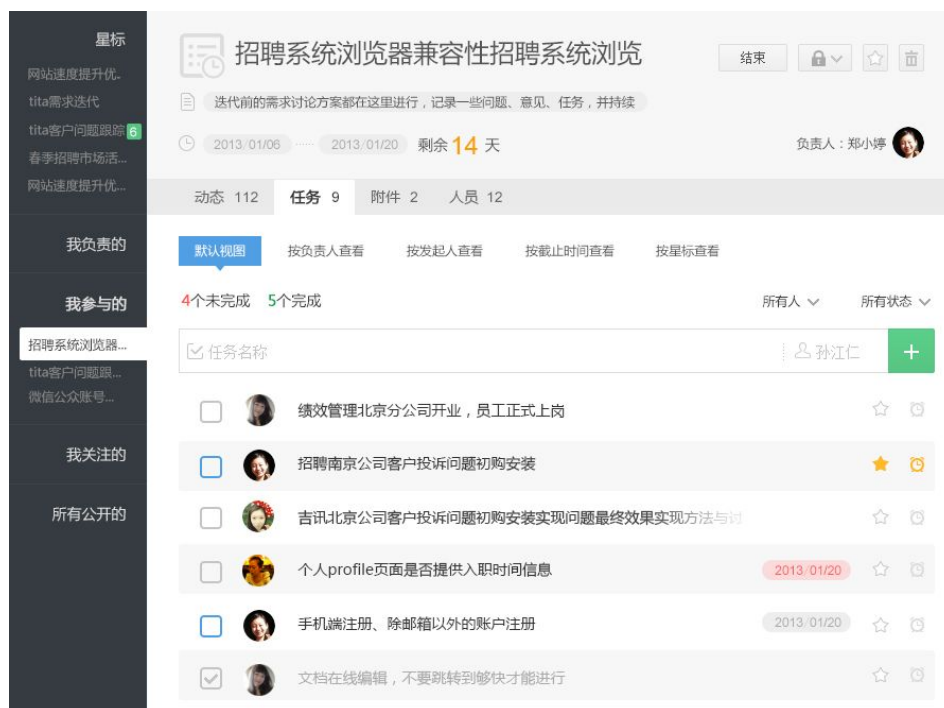 星标
网站速度提升优..
tita需求迭代
tita客户问题跟踪 6
春季招聘市场活...
网站速度提升优...
我负责的
我参与的
招聘系统浏览器...
tita客户问题跟...
微信公众账号...
我关注的
所有公开的
招聘系统浏览器兼容性招聘系统浏览
结束
迭代前的需求讨论方案都在这里进行，记录一些问题、意见、任务，并持续
2013/01/06 ····· 2013/01/20 剩余 14 天
负责人：郑小婷
动态 112 任务 9 附件 2 人员 12
默认视图 按负责人查看 按发起人查看 按截止时间查看 按星标查看
4个未完成 5个完成 所有人 所有状态
任务名称 孙江仁 +
绩效管理北京分公司开业，员工正式上岗
招聘南京公司客户投诉问题初购安装
吉讯北京公司客户投诉问题初购安装实现问题最终效果实现方法与讨
个人profile页面是否提供入职时间信息 2013/01/20
手机端注册、除邮箱以外的账户注册 2013/01/20
文档在线编辑，不要跳转到够快才能进行